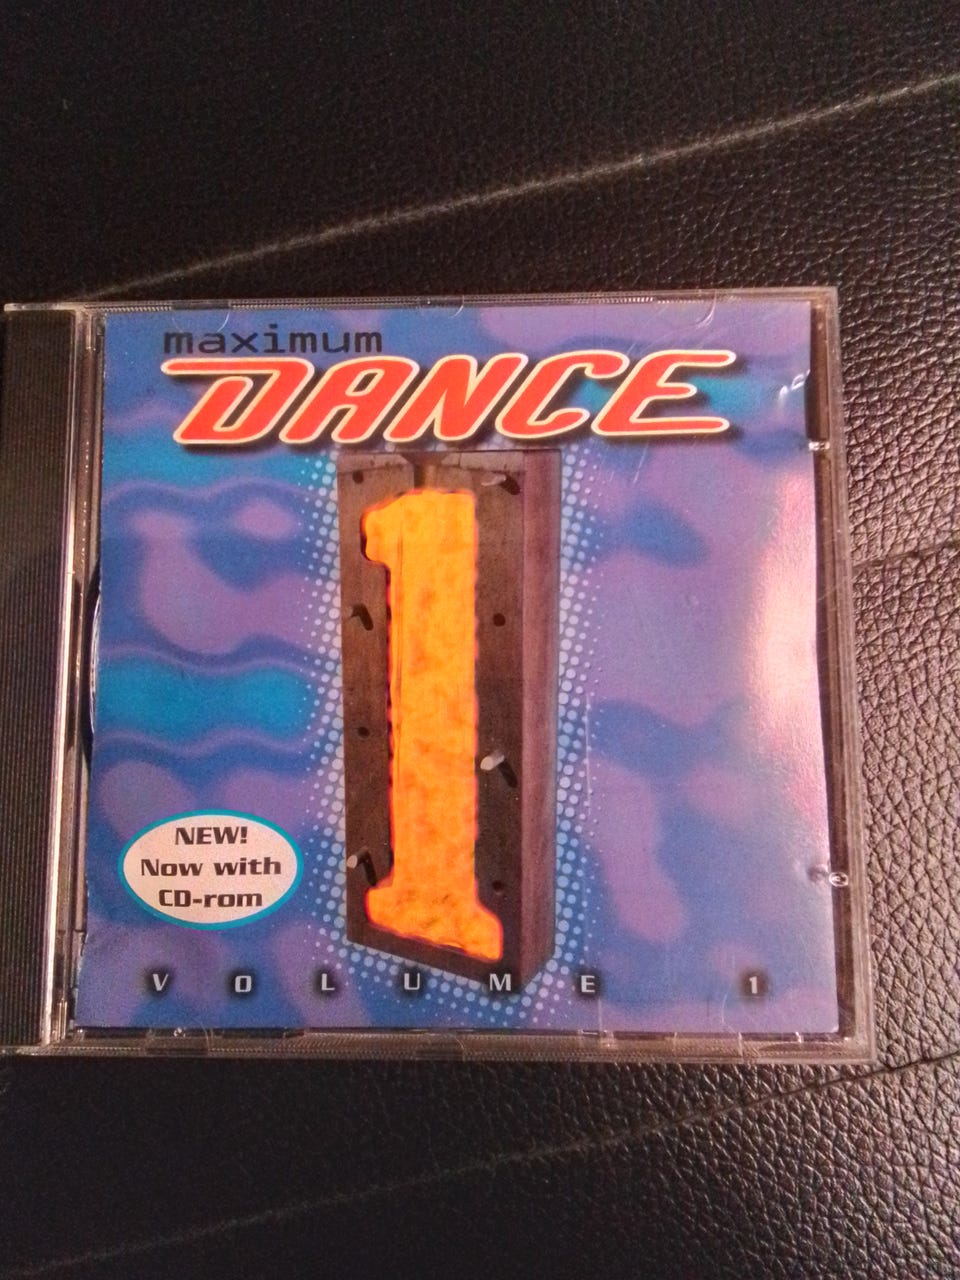 maximum
DANCE
1
NEW!
Now with
CD-rom
VOLUME 1